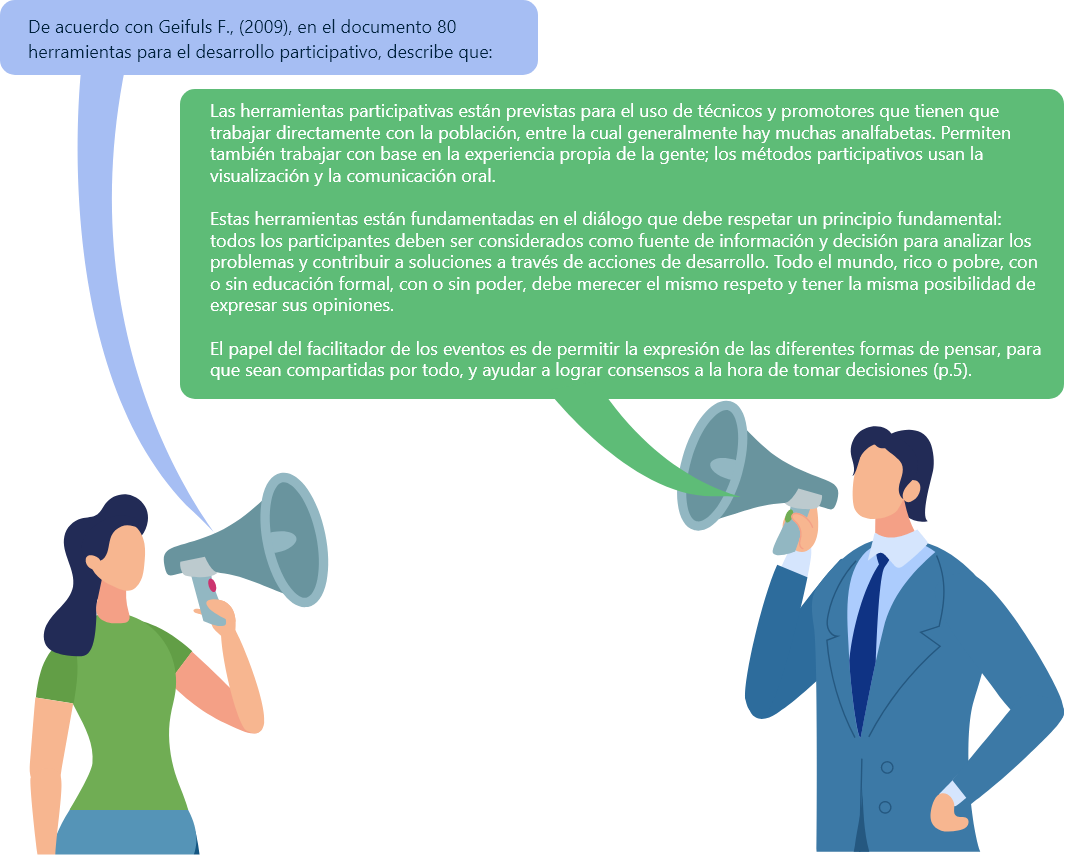 De acuerdo con Geifuls F., (2009), en el documento 80
herramientas para el desarrollo participativo, describe que:
Las herramientas participativas están previstas para el uso de técnicos y promotores que tienen que
trabajar directamente con la población, entre la cual generalmente hay muchas analfabetas. Permiten
también trabajar con base en la experiencia propia de la gente; los métodos participativos usan la
visualización y la comunicación oral.
Estas herramientas están fundamentadas en el diálogo que debe respetar un principio fundamental:
todos los participantes deben ser considerados como fuente de información y decisión para analizar los
problemas y contribuir a soluciones a través de acciones de desarrollo. Todo el mundo, rico o pobre, con
o sin educación formal, con o sin poder, debe merecer el mismo respeto y tener la misma posibilidad de
expresar sus opiniones.
El papel del facilitador de los eventos es de permitir la expresión de las diferentes formas de pensar, para
que sean compartidas por todo, y ayudar a lograr consensos a la hora de tomar decisiones (p.5).